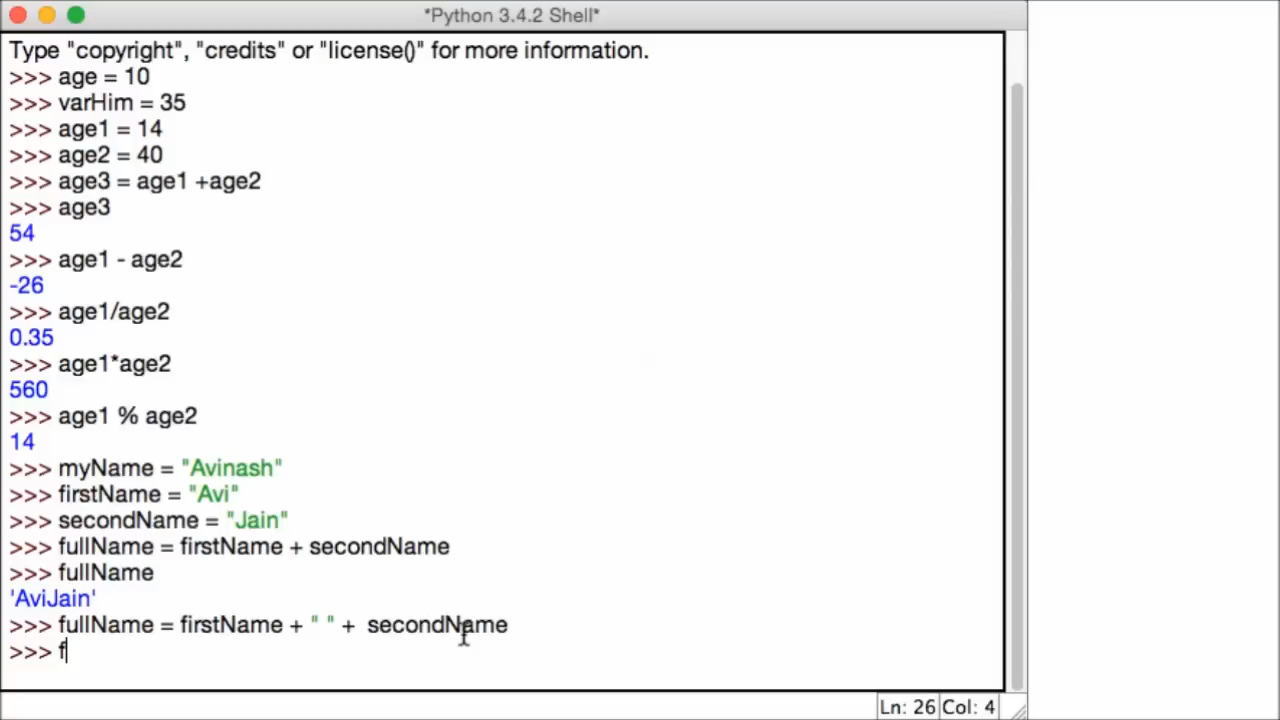 *Python 3.4.2 Shell*
Type "copyright", "credits" or "license()" for more information.
>>> age = 10
>>> varHim = 35
>>> age1 = 14
>>> age2 = 40
>>> age3 = age1 +age2
>>> age3
54
>>> age1 - age2
-26
>>> age1/age2
0.35
>>> age1*age2
560
>>> age1 % age2
14
>>> myName = "Avinash"
>>> firstName = "Avi"
>>> secondName = "Jain"
>>> fullName = firstName + secondName
>>> fullName
'AviJain'
>>> fullName = firstName + " " +  secondName
>>> f
Ln: 26 Col: 4